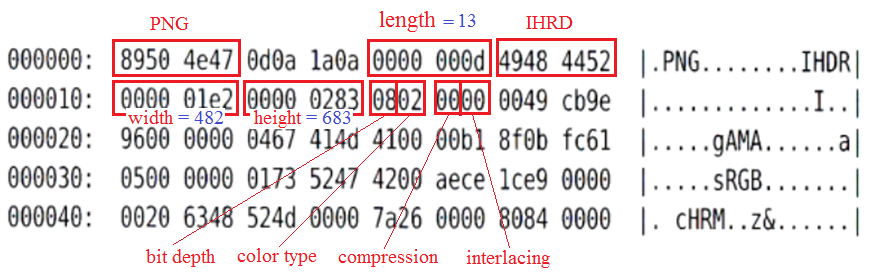 PNG length = 13 IHRD
000000: 8950 4e47 0d0a 1a0a 0000 000d 4948 4452 |.PNG........IHDR|
000010: 0000 01e2 0000 0283 0802 0000 0049 cb9e |.............I..|
width = 482 height = 683
000020: 9600 0000 0467 414d 4100 00b1 8f0b fc61 |.....gAMA......a|
000030: 0500 0000 0173 5247 4200 aece 1ce9 0000 |.....sRGB.......|
000040: 0020 6348 524d 0000 7a26 0000 8084 0000 |. cHRM..z&......|
bit depth color type compression interlacing